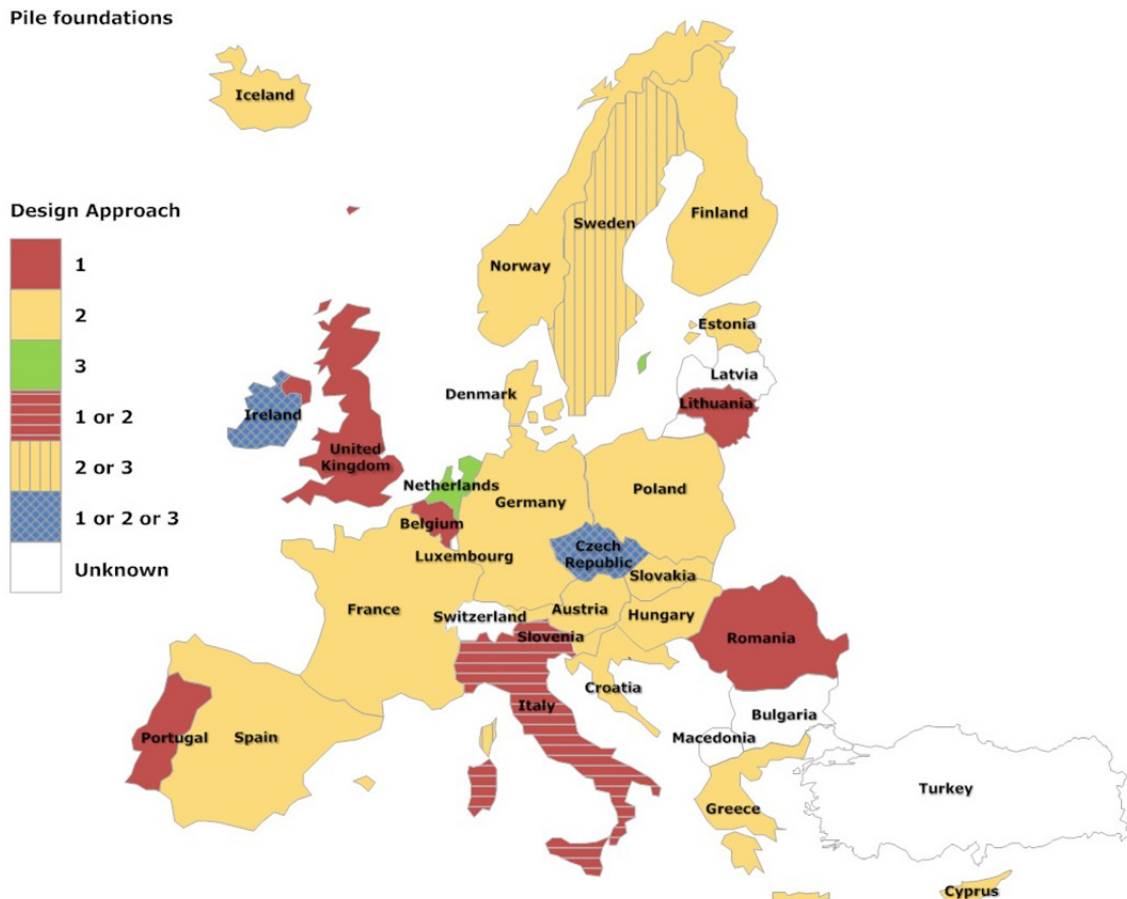 Pile foundations
Iceland
Design Approach
1
2
3
1 or 2
2 or 3
1 or 2 or 3
Unknown
Finland
Sweden
Norway
Estonia
Latvia
Denmark
Lithuania
Ireland
United
Kingdom
Netherlands
Germany
Poland
Belgium
Czech
Republic
Luxembourg
Slovakia
France
Austria
Hungary
Switzerland
Slovenia
Romania
Croatia
Italy
Bulgaria
Portugal
Spain
Macedonia
Turkey
Greece
Cyprus